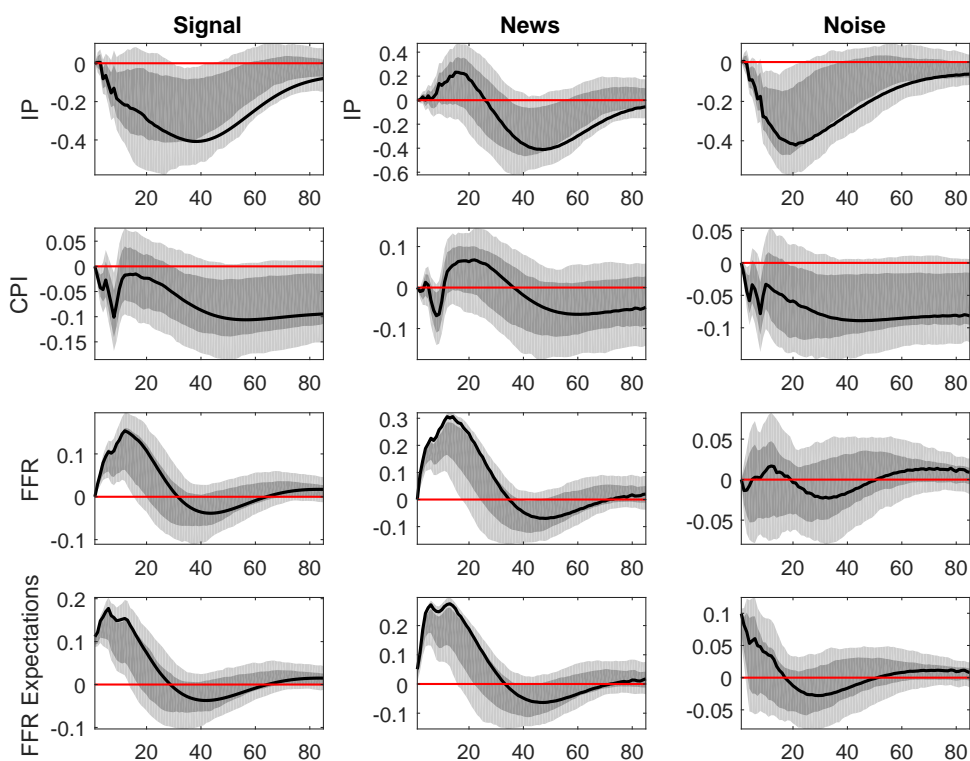 Signal News Noise
IP 0 -0.2 -0.4 20 40 60 80
IP 0.4 0.2 0 -0.2 -0.4 -0.6 20 40 60 80
0 -0.2 -0.4 20 40 60 80
CPI 0.05 0 -0.05 -0.1 -0.15 20 40 60 80
0.1 0 -0.1 20 40 60 80
0.05 0 -0.05 -0.1 20 40 60 80
FFR 0.1 0 -0.1 20 40 60 80
0.3 0.2 0.1 0 -0.1 20 40 60 80
0.05 0 -0.05 20 40 60 80
FFR Expectations 0.2 0.1 0 -0.1 20 40 60 80
0.2 0.1 0 -0.1 20 40 60 80
0.1 0.05 0 -0.05 20 40 60 80